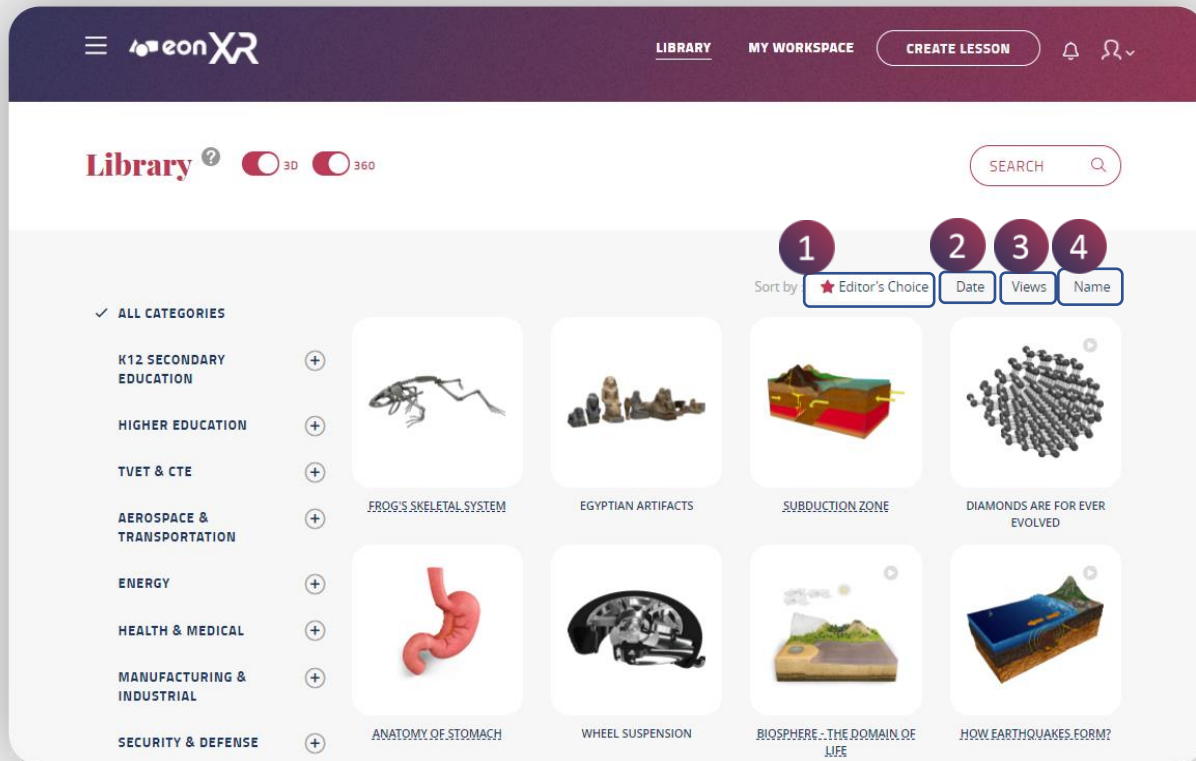 eonXR
LIBRARY
MY WORKSPACE
CREATE LESSON
Library ?
3D
360
SEARCH
1
2
3
4
Sort by : Editor's Choice Date Views Name
ALL CATEGORIES
K12 SECONDARY
EDUCATION
HIGHER EDUCATION
TVET & CTE
AEROSPACE &
TRANSPORTATION
ENERGY
HEALTH & MEDICAL
MANUFACTURING &
INDUSTRIAL
SECURITY & DEFENSE
FROG'S SKELETAL SYSTEM
EGYPTIAN ARTIFACTS
SUBDUCTION ZONE
DIAMONDS ARE FOR EVER
EVOLVED
ANATOMY OF STOMACH
WHEEL SUSPENSION
BIOSPHERE - THE DOMAIN OF
LIFE
HOW EARTHQUAKES FORM?